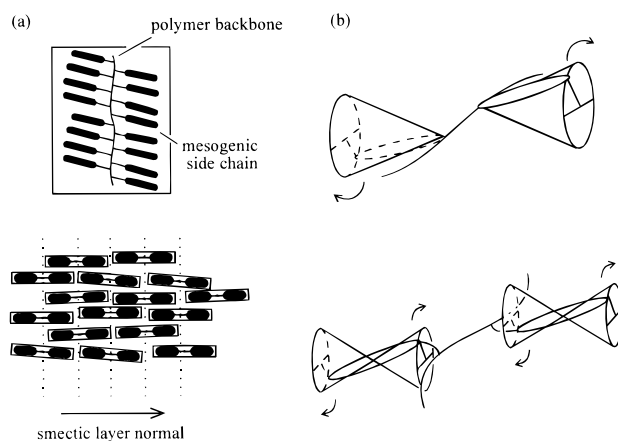 (a)
polymer backbone
mesogenic
side chain
smectic layer normal
(b)